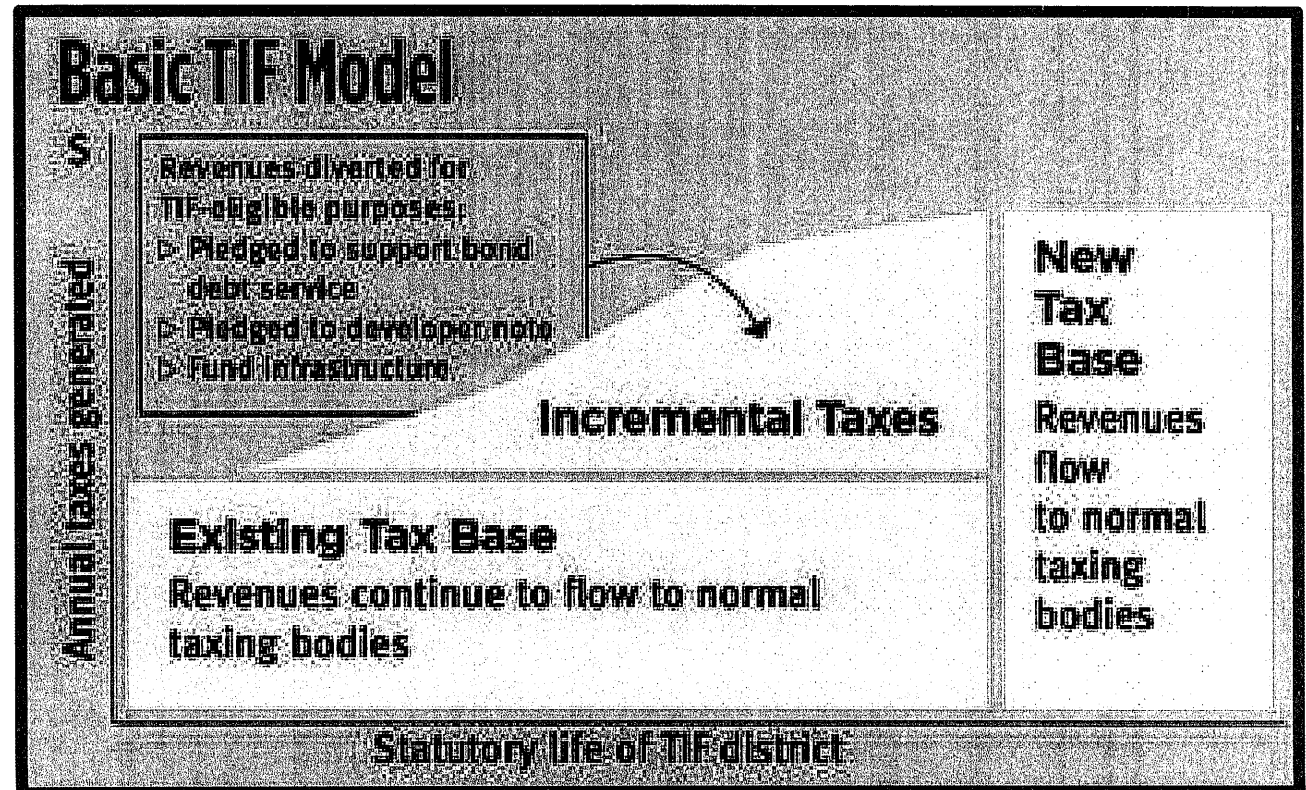 Basic TIF Model
$
Annual taxes generated
Revenues diverted for
TIF-eligible purposes:
▷ Pledged to support bond
debt service
▷ Pledged to developer note
▷ Fund Infrastructure
Incremental Taxes
Existing Tax Base
Revenues continue to flow to normal
taxing bodies
New
Tax
Base
Revenues
flow
to normal
taxing
bodies
Statutory life of TIF district